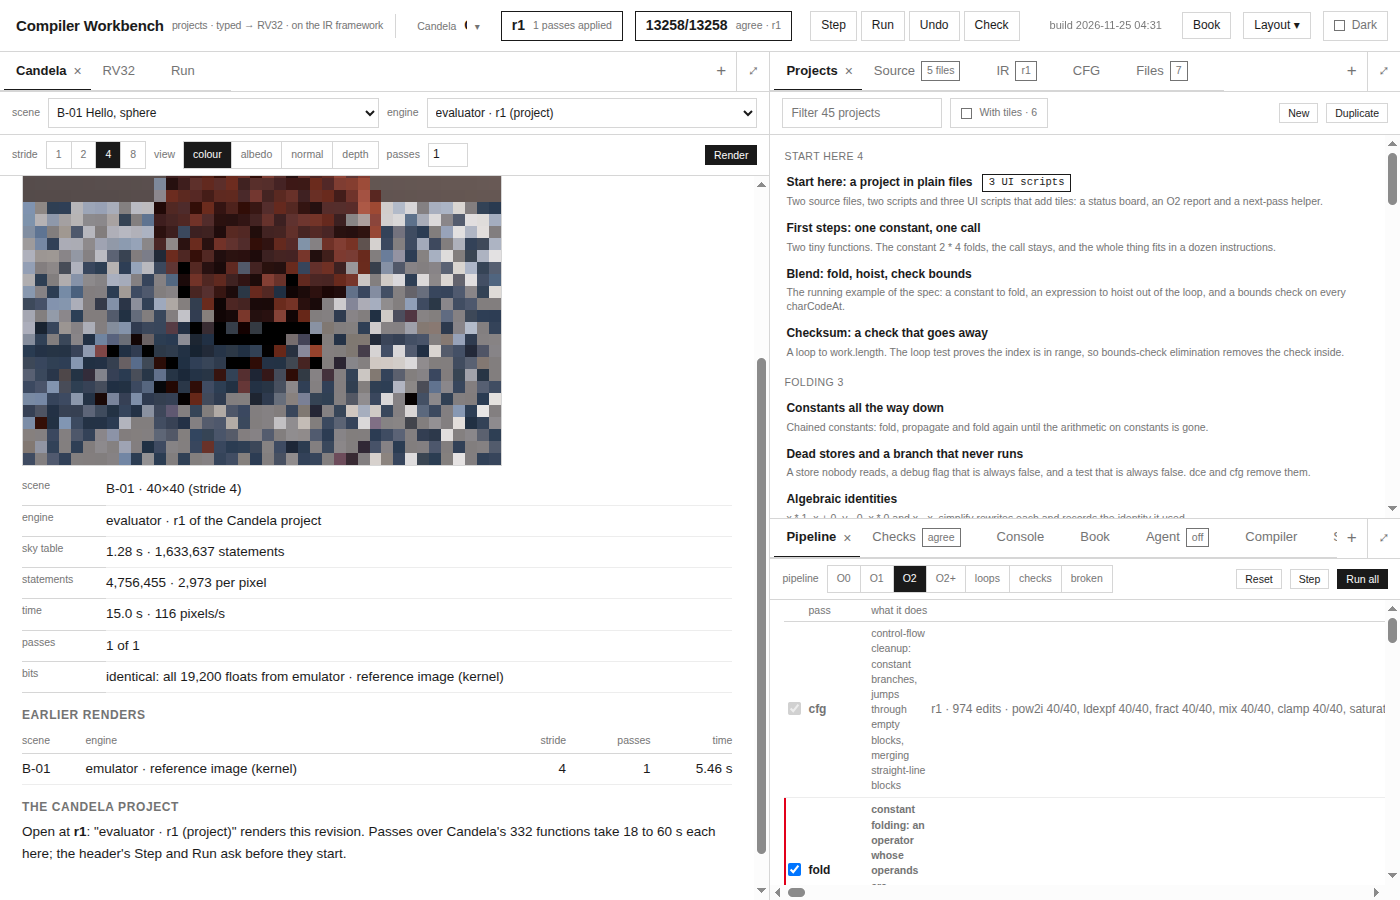 Compiler Workbench projects · typed → RV32 · on the IR framework Candela ▾ r1 1 passes applied 13258/13258 agree · r1 Step Run Undo Check build 2026-11-25 04:31 Book Layout ▾ Dark
Candela × RV32 Run +
scene B-01 Hello, sphere engine evaluator · r1 (project)
stride 1 2 4 8 view colour albedo normal depth passes 1 Render
scene B-01 · 40×40 (stride 4)
engine evaluator · r1 of the Candela project
sky table 1.28 s · 1,633,637 statements
statements 4,756,455 · 2,973 per pixel
time 15.0 s · 116 pixels/s
passes 1 of 1
bits identical: all 19,200 floats from emulator · reference image (kernel)
EARLIER RENDERS
scene engine stride passes time
B-01 emulator · reference image (kernel) 4 1 5.46 s
THE CANDELA PROJECT
Open at r1: "evaluator · r1 (project)" renders this revision. Passes over Candela's 332 functions take 18 to 60 s each
here; the header's Step and Run ask before they start.
Projects × Source 5 files IR r1 CFG Files 7 +
Filter 45 projects With tiles · 6 New Duplicate
START HERE 4
Start here: a project in plain files 3 UI scripts
Two source files, two scripts and three UI scripts that add tiles: a status board, an O2 report and a next-pass helper.
First steps: one constant, one call
Two tiny functions. The constant 2 * 4 folds, the call stays, and the whole thing fits in a dozen instructions.
Blend: fold, hoist, check bounds
The running example of the spec: a constant to fold, an expression to hoist out of the loop, and a bounds check on every
charCodeAt.
Checksum: a check that goes away
A loop to work.length. The loop test proves the index is in range, so bounds-check elimination removes the check inside.
FOLDING 3
Constants all the way down
Chained constants: fold, propagate and fold again until the arithmetic on constants is gone.
Dead stores and a branch that never runs
A store nobody reads, a debug flag that is always false, and a test that is always false. dce and cfg remove them.
Algebraic identities
Pipeline × Checks agree Console Book Agent off Compiler +
pipeline O0 O1 O2 O2+ loops checks broken Reset Step Run all
pass what it does
control-flow
cleanup:
constant
branches,
jumps
through
cfg empty r1 · 974 edits · pow2i 40/40, ldexpf 40/40, fract 40/40, mix 40/40, clamp 40/40, saturat
blocks,
merging
straight-line
blocks
constant
folding: an
operator
whose
fold operands